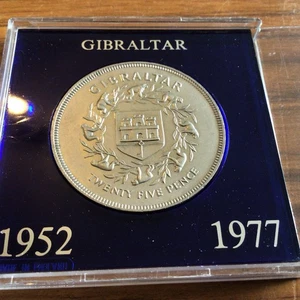 GIBRALTAR
GIBRALTAR
TWENTY FIVE PENCE
1952
1977